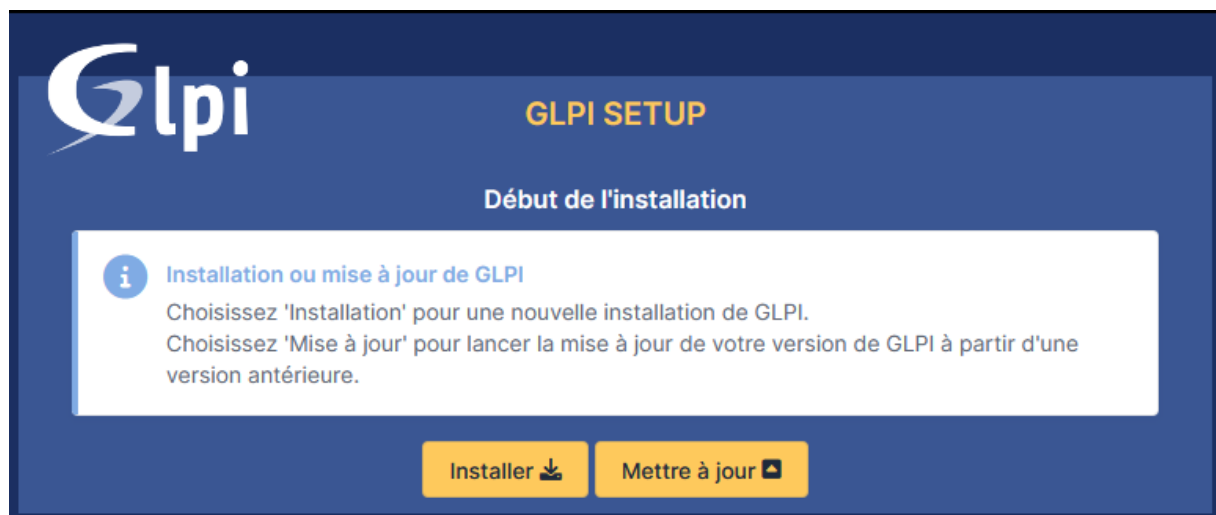 Glpi
GLPI SETUP
Début de l'installation
Installation ou mise à jour de GLPI
Choisissez 'Installation' pour une nouvelle installation de GLPI.
Choisissez 'Mise à jour' pour lancer la mise à jour de votre version de GLPI à partir d'une
version antérieure.
Installer
Mettre à jour